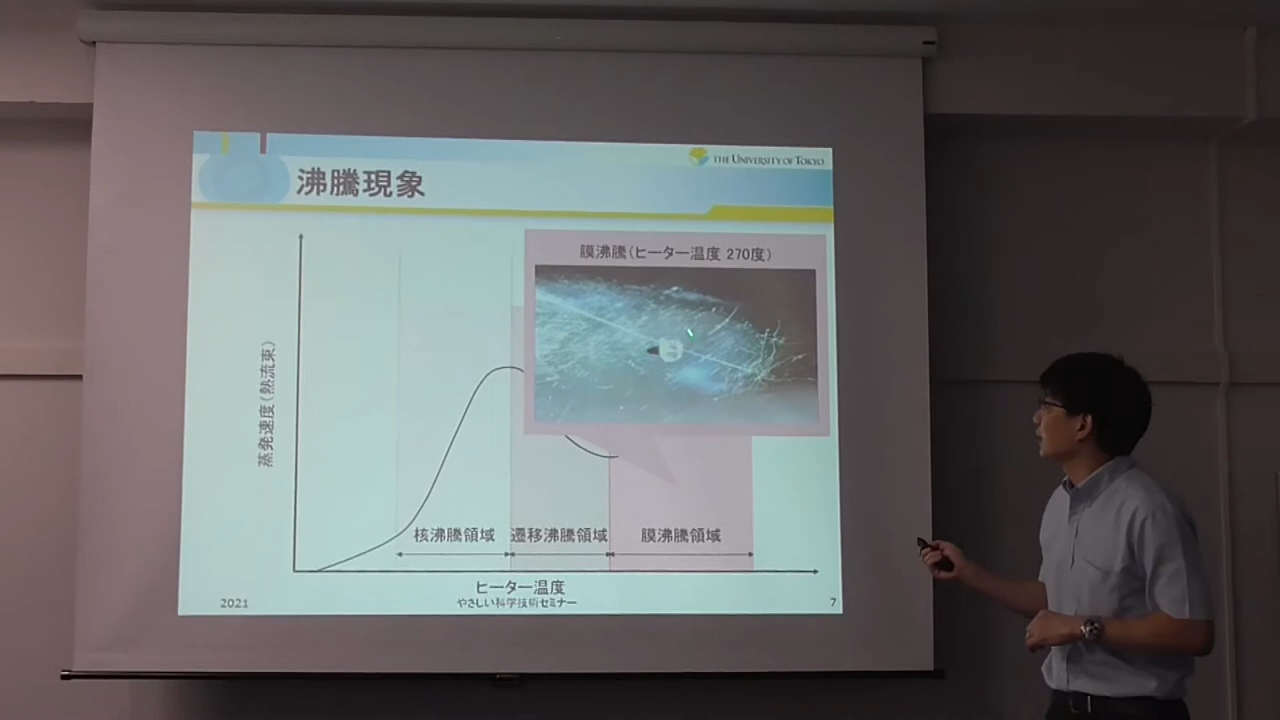 THE UNIVERSITY OF TOKYO
沸騰現象
膜沸騰(ヒーター温度 270度)
蒸発速度(熱流束)
核沸騰領域
遷移沸騰領域
膜沸騰領域
ヒーター温度
2021
やさしい科学技術セミナー
7